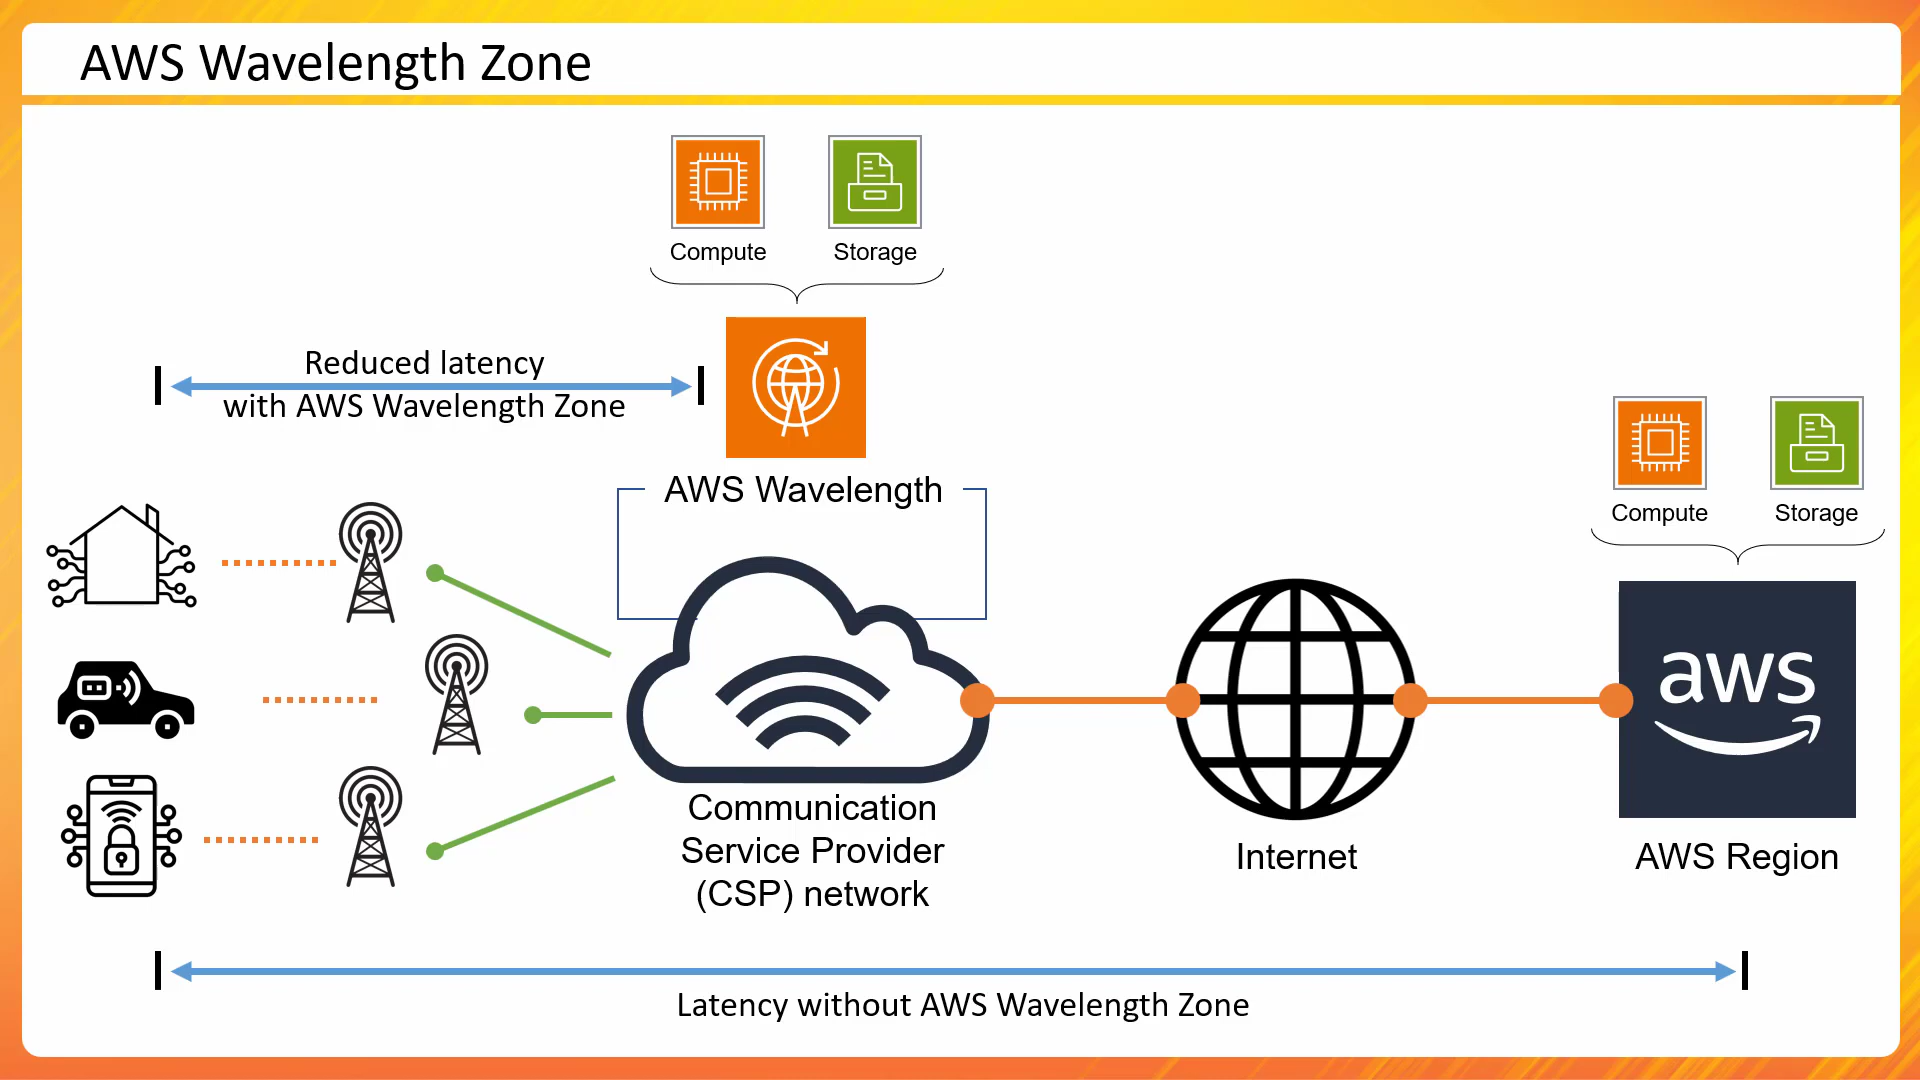 AWS Wavelength Zone
Compute
Storage
Reduced latency
with AWS Wavelength Zone
AWS Wavelength
Compute
Storage
aws
Communication
Service Provider
(CSP) network
Internet
AWS Region
Latency without AWS Wavelength Zone